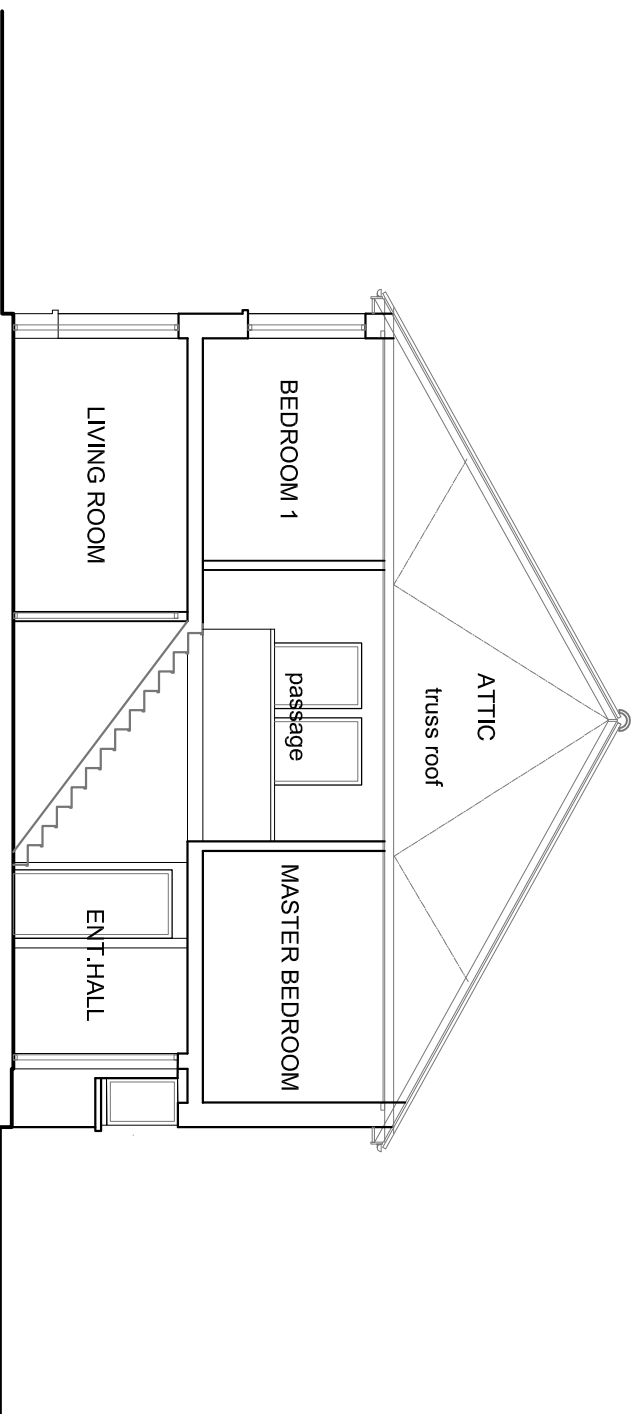 ATTIC
truss roof
BEDROOM 1
passage
MASTER BEDROOM
LIVING ROOM
ENT.HALL